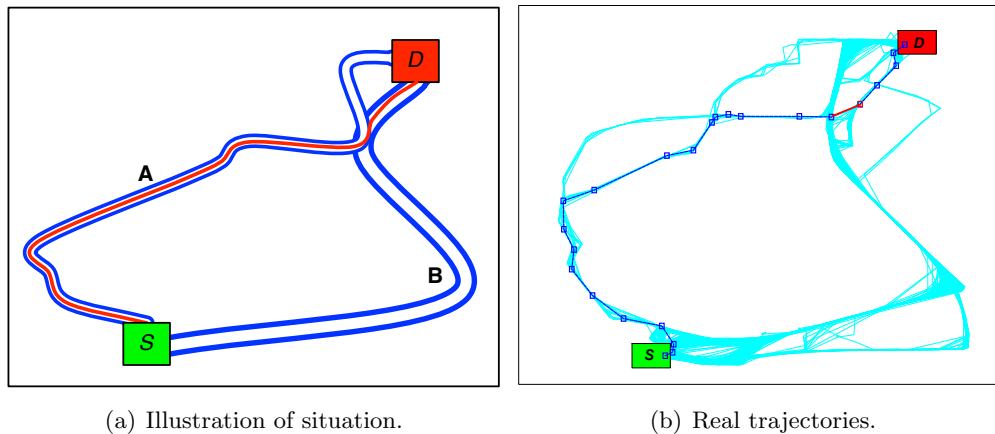 D
A
B
S
D
S
(a) Illustration of situation.
(b) Real trajectories.